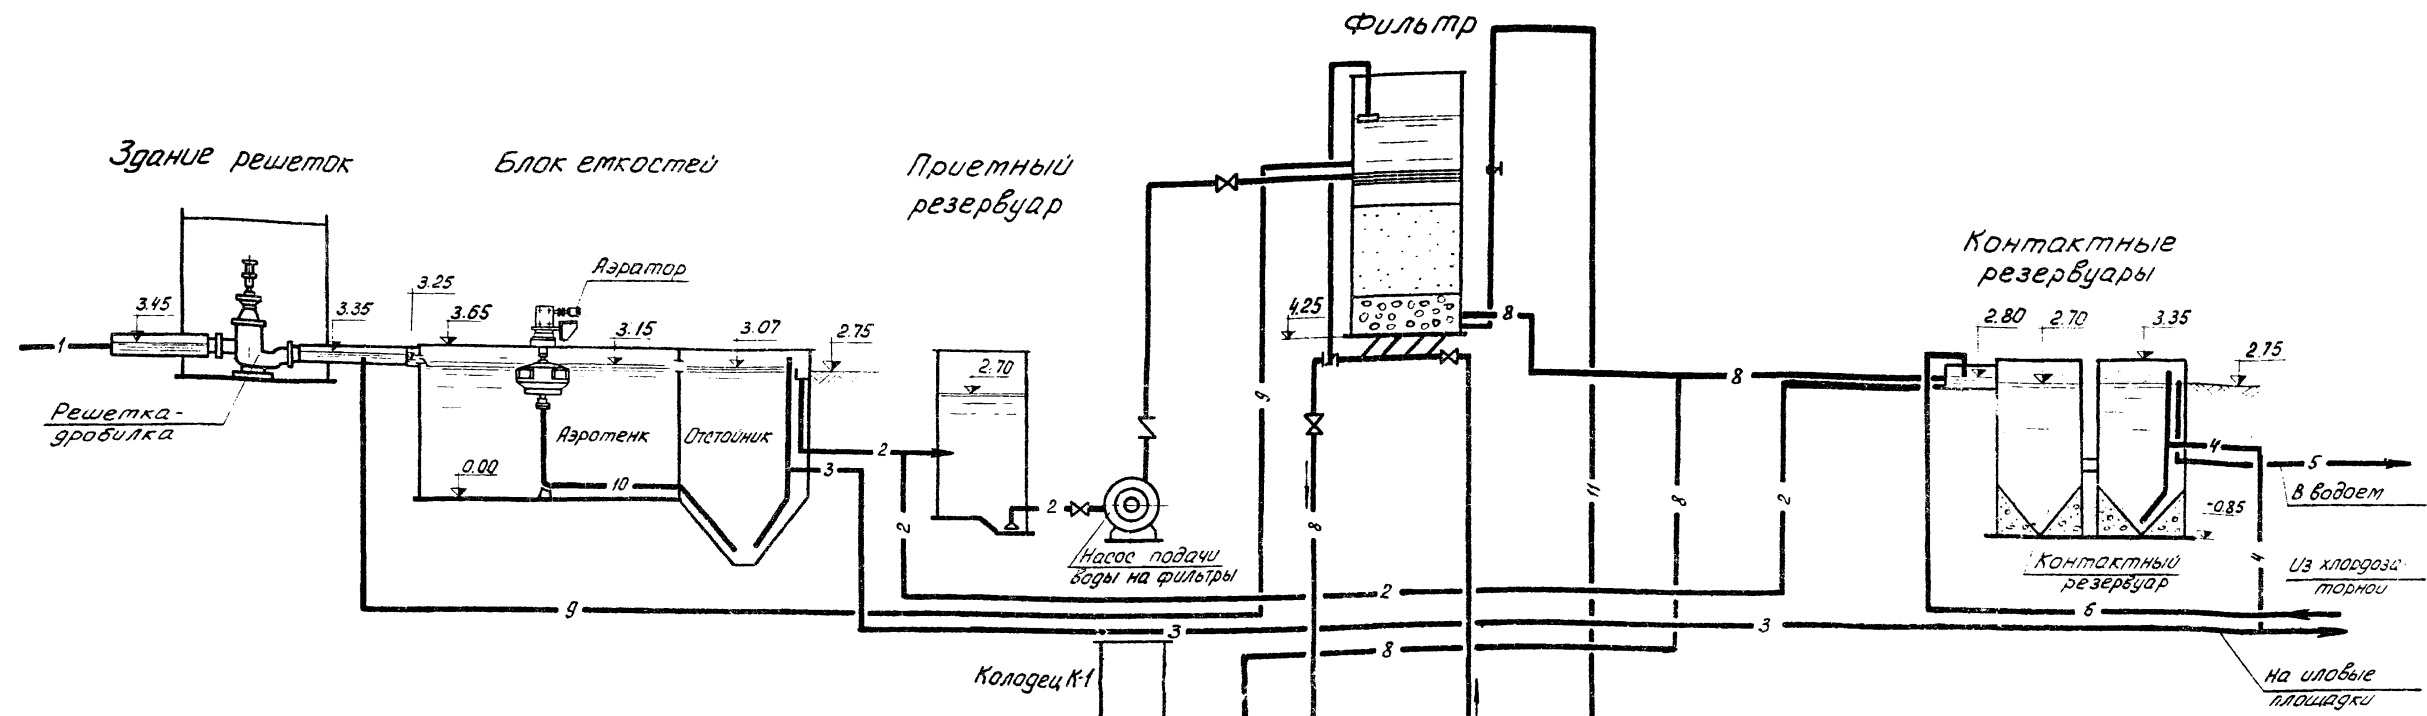 Фильтр
Здание решеток
Блок емкостей
Приемный
резервуар
Контактные
резервуары
Аэратор
3.45
3.35
3.25
3.65
3.15
3.07
2.75
2.70
4.25
2.80
2.70
3.35
2.75
1
8
8
9
Решетка-
дробилка
Аэротенк
Отстойник
0.00
10
2
3
2
2
Насос подачи
воды на фильтры
8
11
8
2
4
5
В водоем
-0.85
4
Контактный
резервуар
Из хлордоза
торной
2
6
9
3
3
8
Колодец К-1
На иловые
площадки